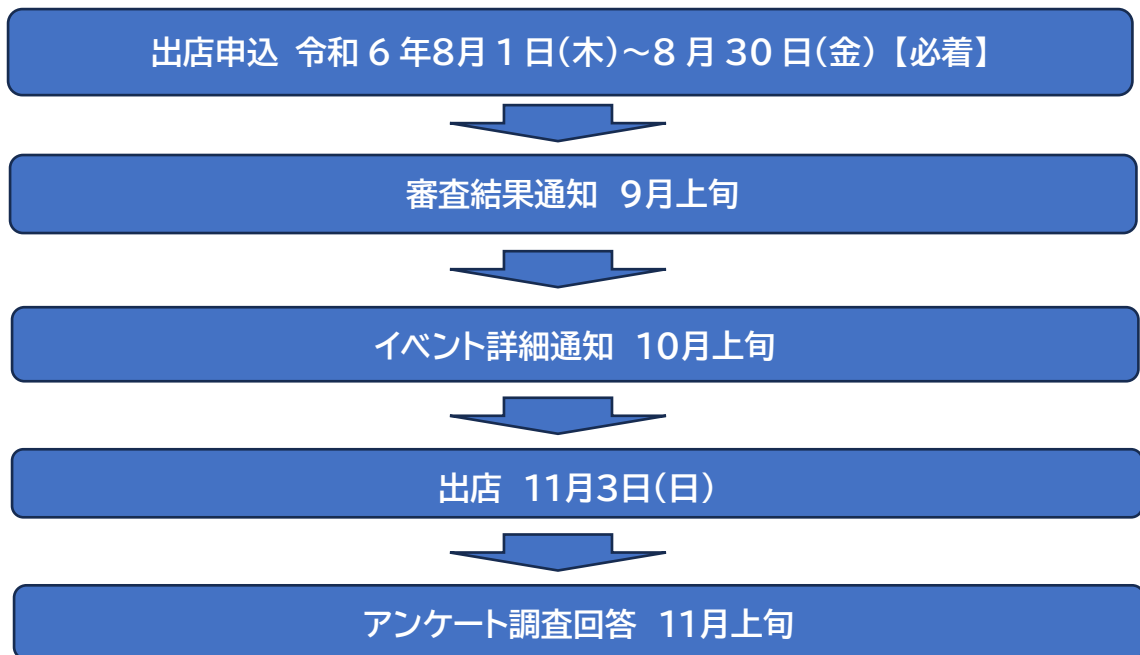 出店申込 令和６年８月１日（木）～８月30日（金）【必着】
審査結果通知 ９月上旬
イベント詳細通知 10月上旬
出店 11月３日（日）
アンケート調査回答 11月上旬